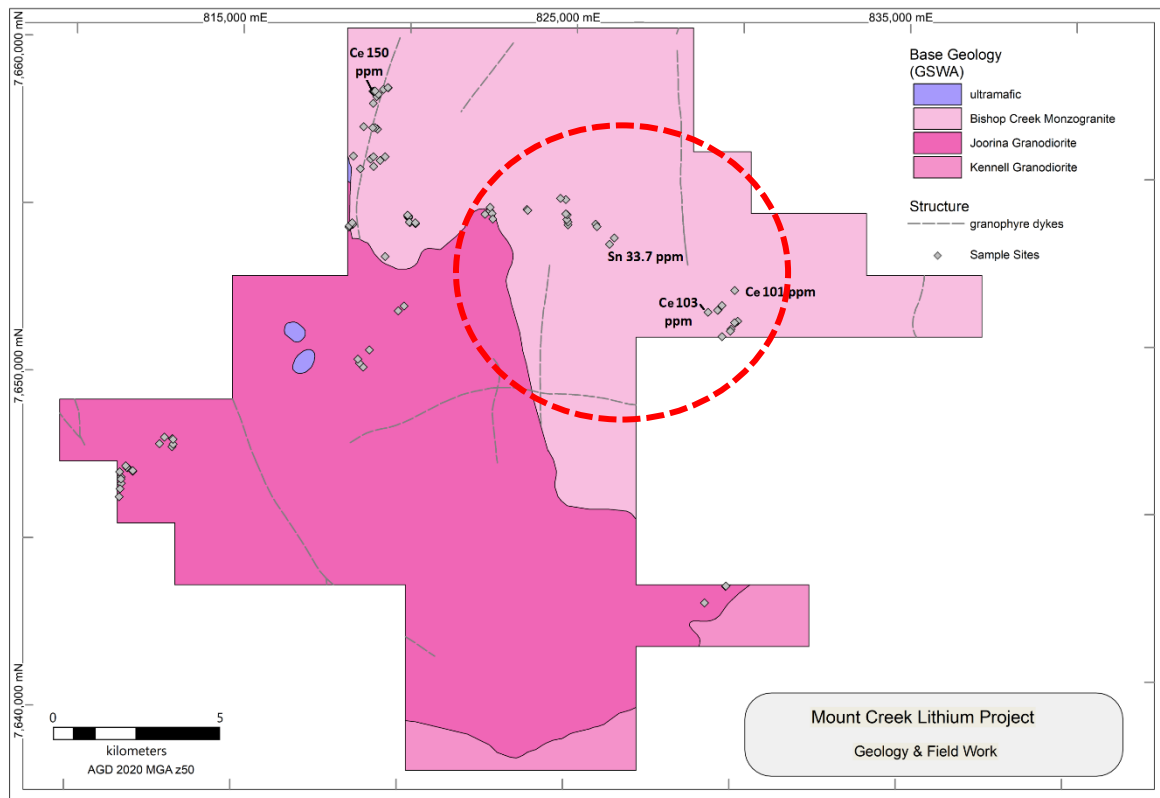 815,000 mE
825,000 mE
835,000 mE
7,660,000 mN
7,650,000 mN
7,640,000 mN
Ce 150
ppm
Sn 33.7 ppm
Ce 103
ppm
Ce 101 ppm
Base Geology
(GSWA)
ultramafic
Bishop Creek Monzogranite
Joorina Granodiorite
Kennell Granodiorite
Structure
granophyre dykes
Sample Sites
0
5
kilometers
AGD 2020 MGA z50
Mount Creek Lithium Project
Geology & Field Work